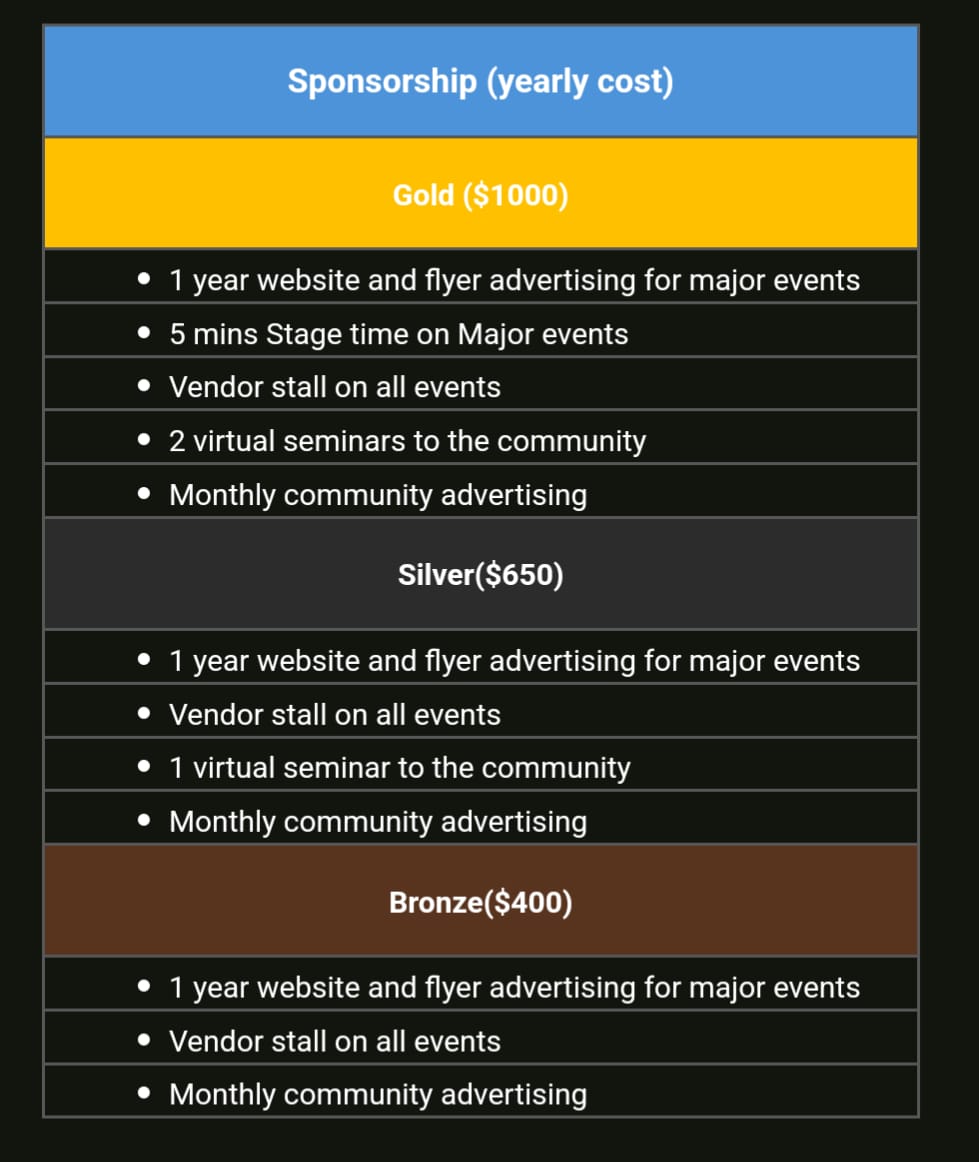 Sponsorship (yearly cost)
Gold ($1000)
• 1 year website and flyer advertising for major events
• 5 mins Stage time on Major events
• Vendor stall on all events
• 2 virtual seminars to the community
• Monthly community advertising
Silver($650)
• 1 year website and flyer advertising for major events
• Vendor stall on all events
• 1 virtual seminar to the community
• Monthly community advertising
Bronze($400)
• 1 year website and flyer advertising for major events
• Vendor stall on all events
• Monthly community advertising